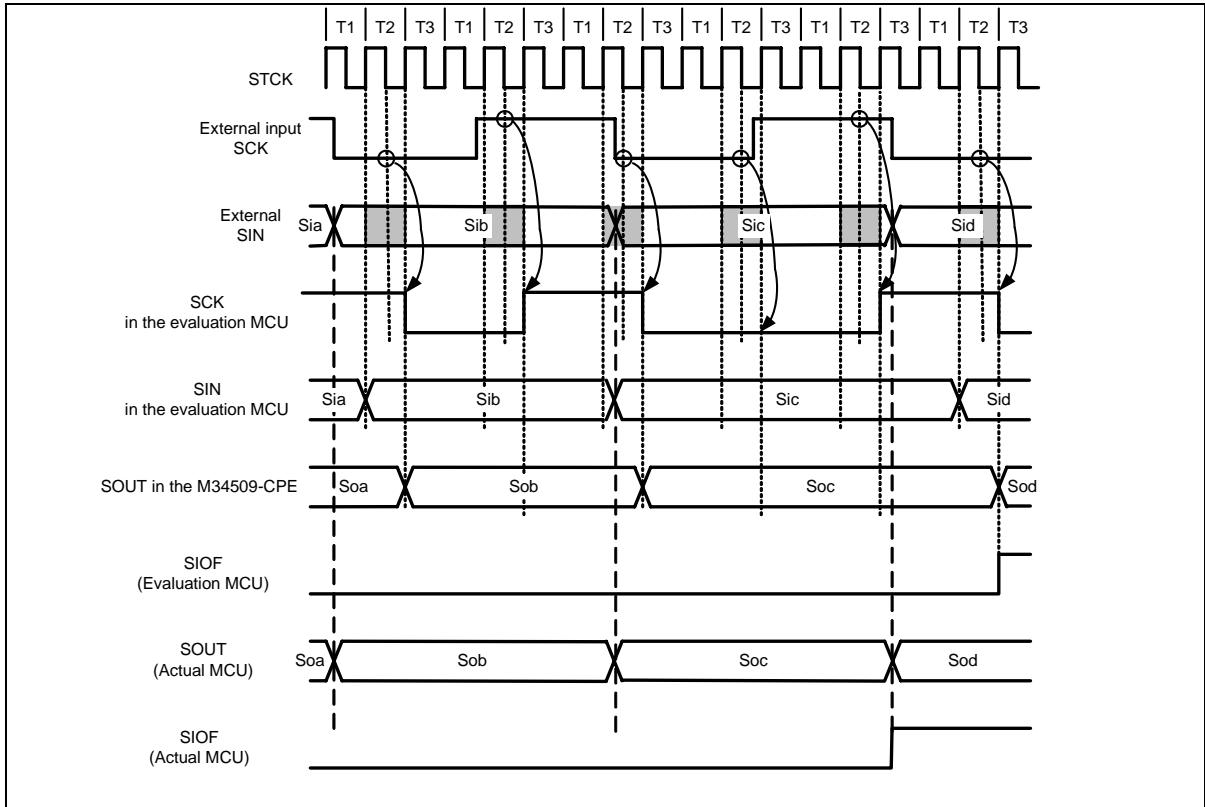 T1 T2 T3 T1 T2 T3 T1 T2 T3 T1 T2 T3 T1 T2 T3 T1 T2 T3
STCK
External input
SCK
External
SIN
Sia Sib Sic Sid
SCK
in the evaluation MCU
SIN
in the evaluation MCU
Sia Sib Sic Sid
SOUT in the M34509-CPE Soa Sob Soc Sod
SIOF
(Evaluation MCU)
SOUT
(Actual MCU)
Soa Sob Soc Sod
SIOF
(Actual MCU)